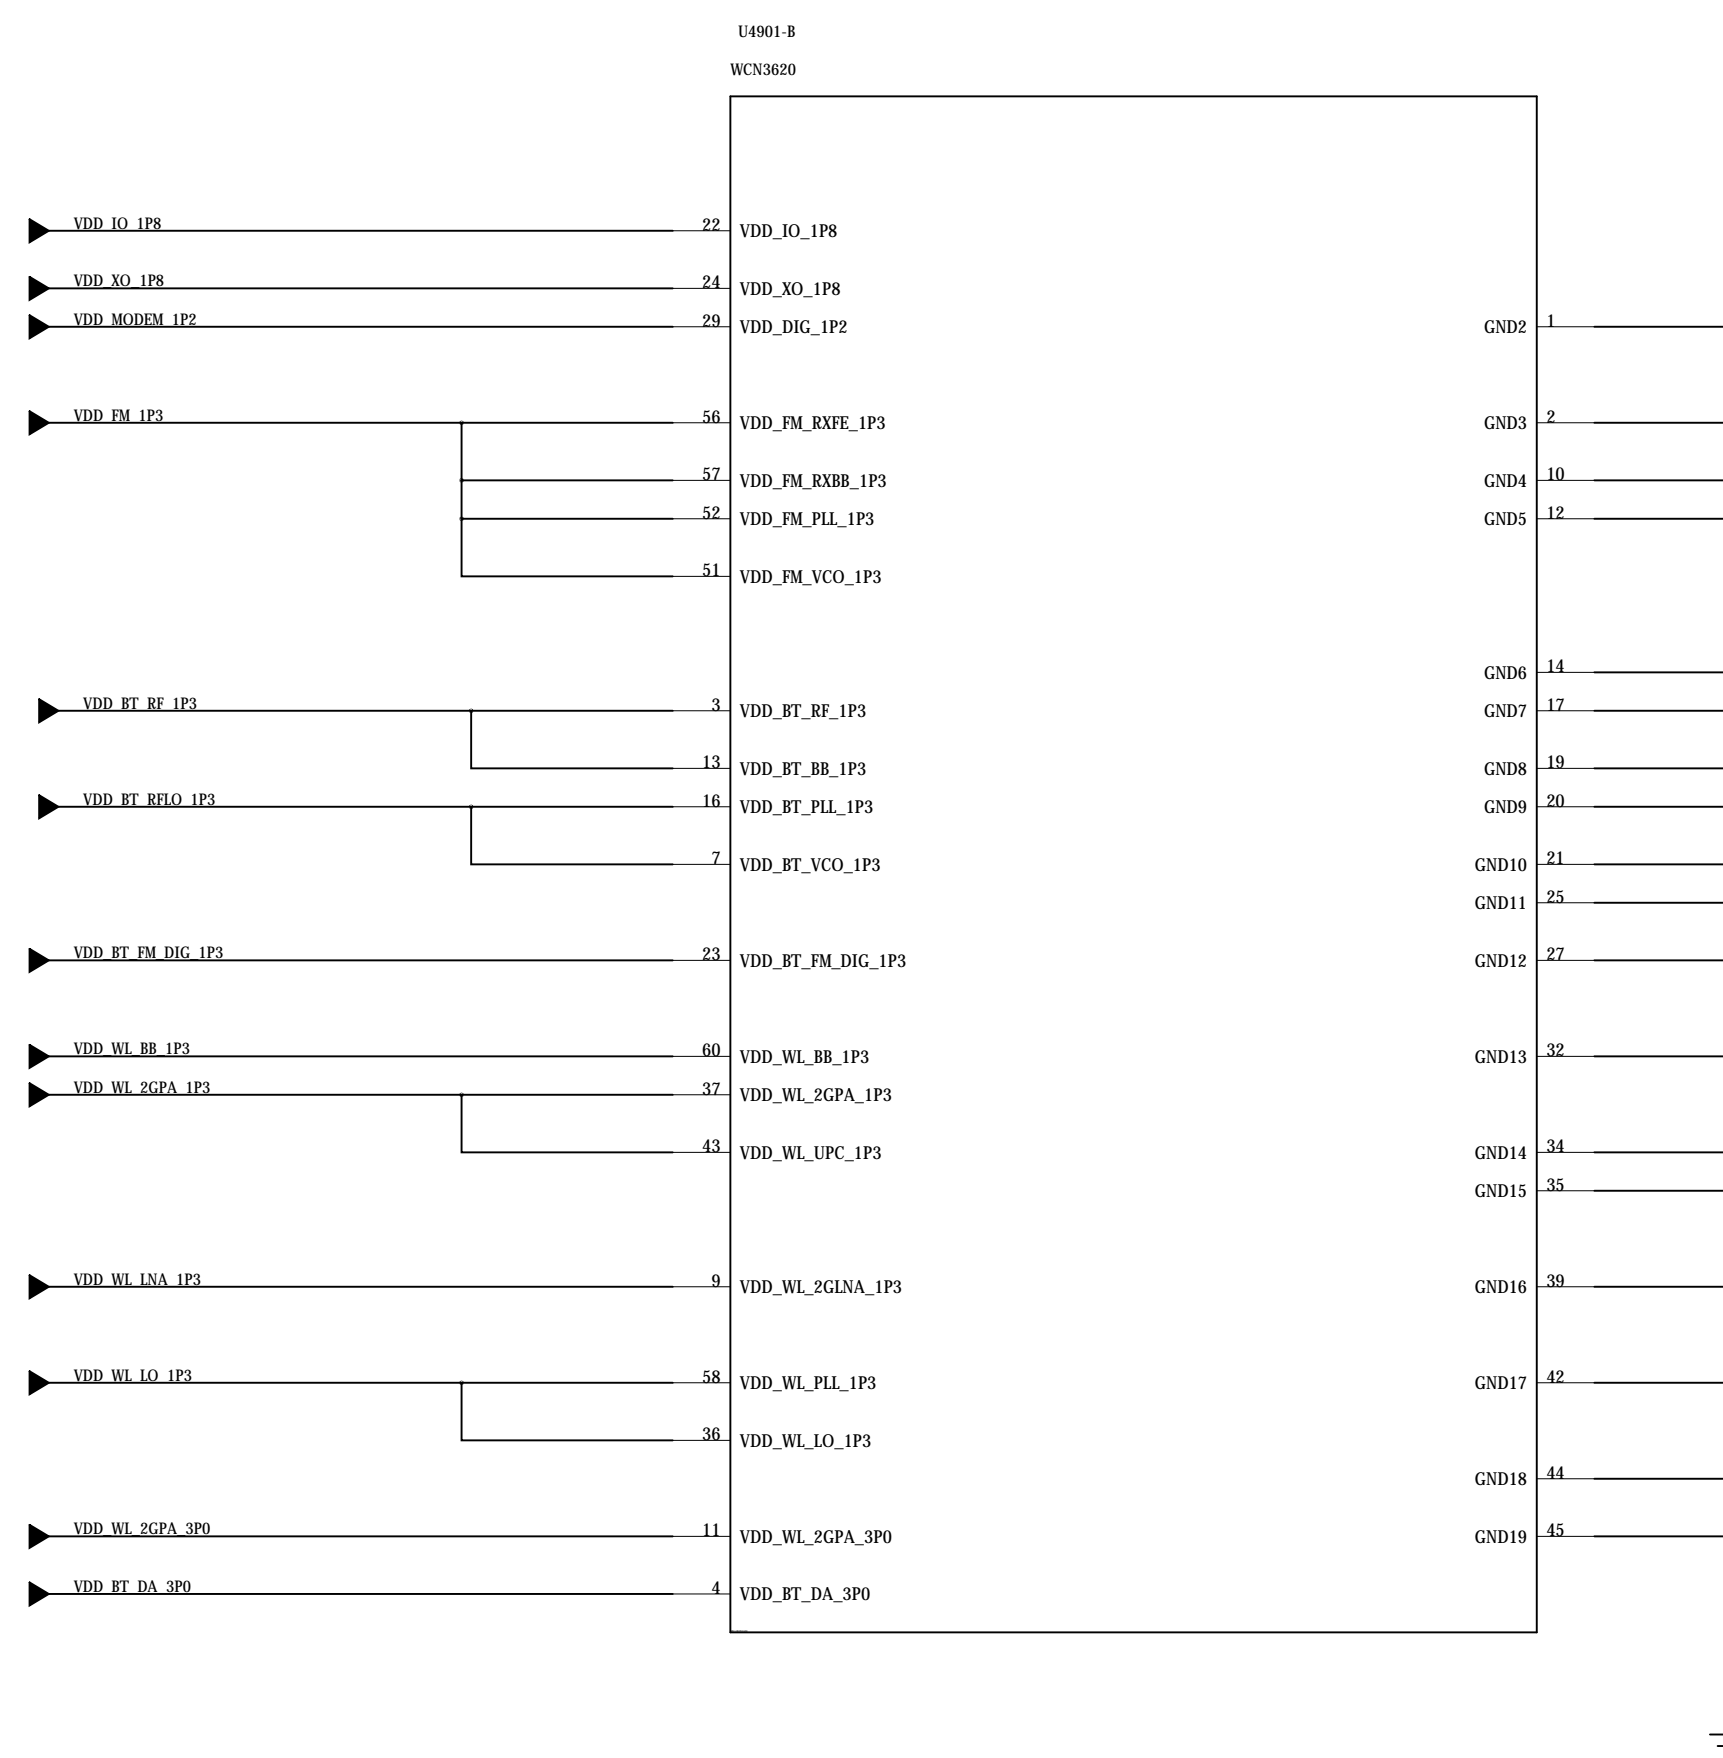 U4901-B
WCN3620
VDD_IO_1P8 22 VDD_IO_1P8
VDD_XO_1P8 24 VDD_XO_1P8
VDD_MODEM_1P2 29 VDD_DIG_1P2 GND2 1
VDD_FM_1P3 56 VDD_FM_RXFE_1P3 GND3 2
57 VDD_FM_RXBB_1P3 GND4 10
52 VDD_FM_PLL_1P3 GND5 12
51 VDD_FM_VCO_1P3
GND6 14
VDD_BT_RF_1P3 3 VDD_BT_RF_1P3 GND7 17
13 VDD_BT_BB_1P3 GND8 19
VDD_BT_RFLO_1P3 16 VDD_BT_PLL_1P3 GND9 20
7 VDD_BT_VCO_1P3 GND10 21
GND11 25
VDD_BT_FM_DIG_1P3 23 VDD_BT_FM_DIG_1P3 GND12 27
VDD_WL_BB_1P3 60 VDD_WL_BB_1P3 GND13 32
VDD_WL_2GPA_1P3 37 VDD_WL_2GPA_1P3
43 VDD_WL_UPC_1P3 GND14 34
GND15 35
VDD_WL_LNA_1P3 9 VDD_WL_2GLNA_1P3 GND16 39
VDD_WL_LO_1P3 58 VDD_WL_PLL_1P3 GND17 42
36 VDD_WL_LO_1P3
GND18 44
VDD_WL_2GPA_3P0 11 VDD_WL_2GPA_3P0 GND19 45
VDD_BT_DA_3P0 4 VDD_BT_DA_3P0